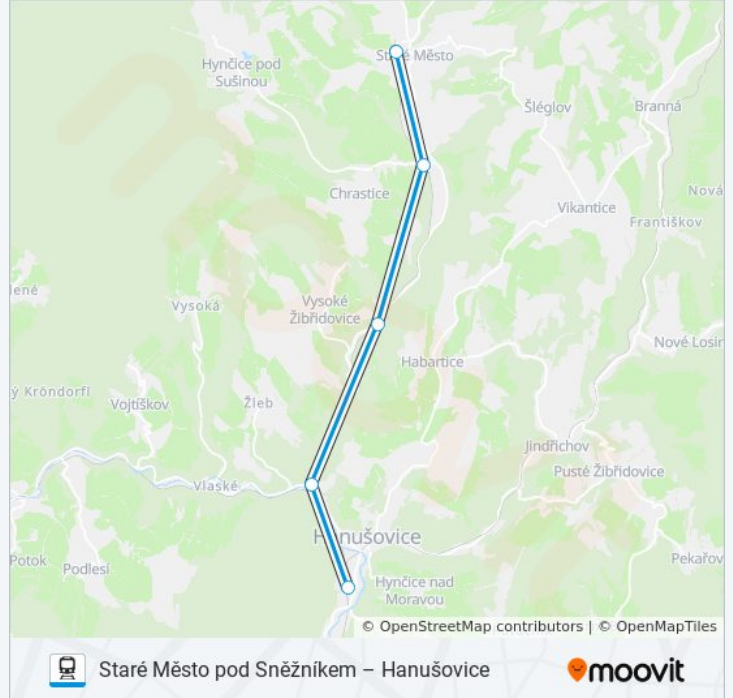 Staré Město
Hynčice pod
Sušinou
Šléglov
Branná
Chrastice
Nová
Vikantice
Františkov
lené
Vysoká
Vysoké
Žibřidovice
Nové Losin
Habartice
ý Kröndorfl
Vojtíškov
Žleb
Jindřichov
Pusté Žibřidovice
Vlaské
Hanušovice
Potok
Podlesí
Pekařov
Hynčice nad
Moravou
© OpenStreetMap contributors | © OpenMapTiles
Staré Město pod Sněžníkem – Hanušovice
moovit